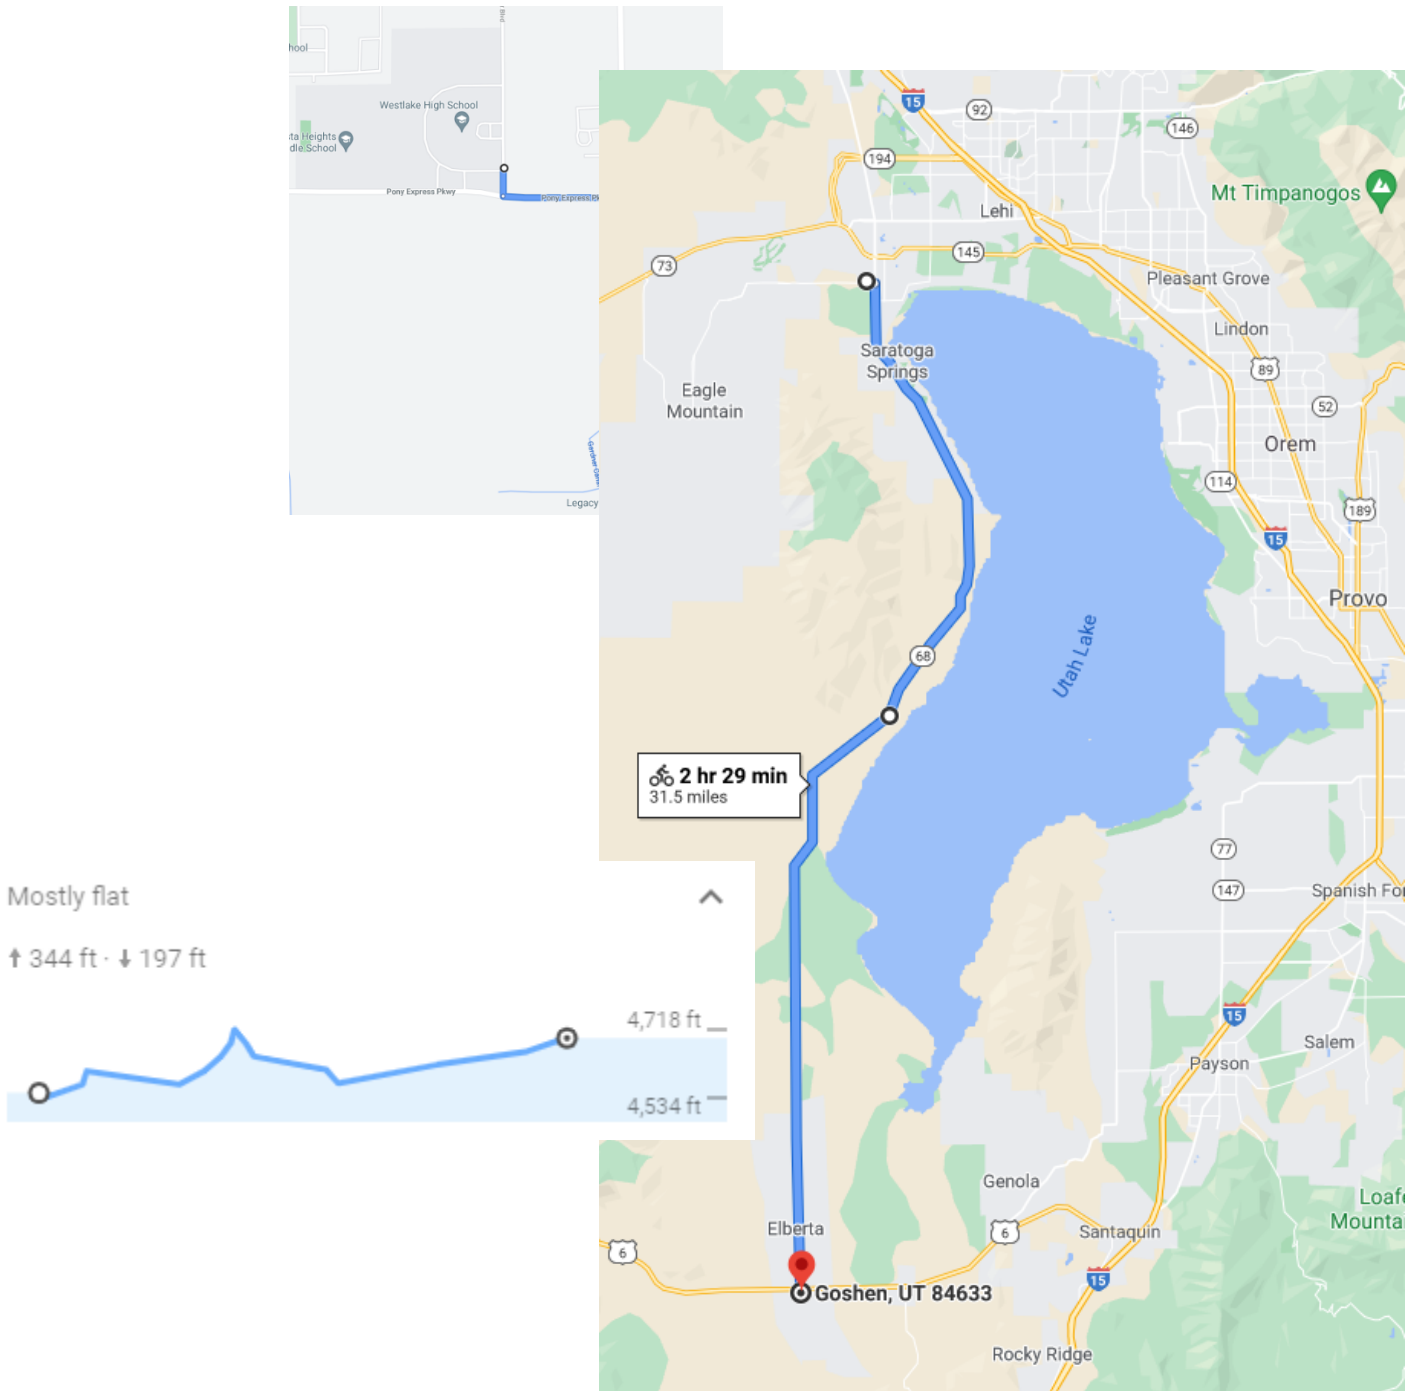 Westlake High School
Pony Express Pkwy
Legacy
15
92
146
194
Mt Timpanogos
Lehi
145
73
Pleasant Grove
Lindon
Saratoga
Springs
89
Eagle
Mountain
52
Orem
114
189
15
Provo
Utah Lake
68
2 hr 29 min
31.5 miles
77
147
Spanish For
Mostly flat
344 ft · 197 ft
4,718 ft
4,534 ft
15
Salem
Payson
Genola
Loafe
Mounta
Elberta
6
6
Santaquin
15
Goshen, UT 84633
Rocky Ridge